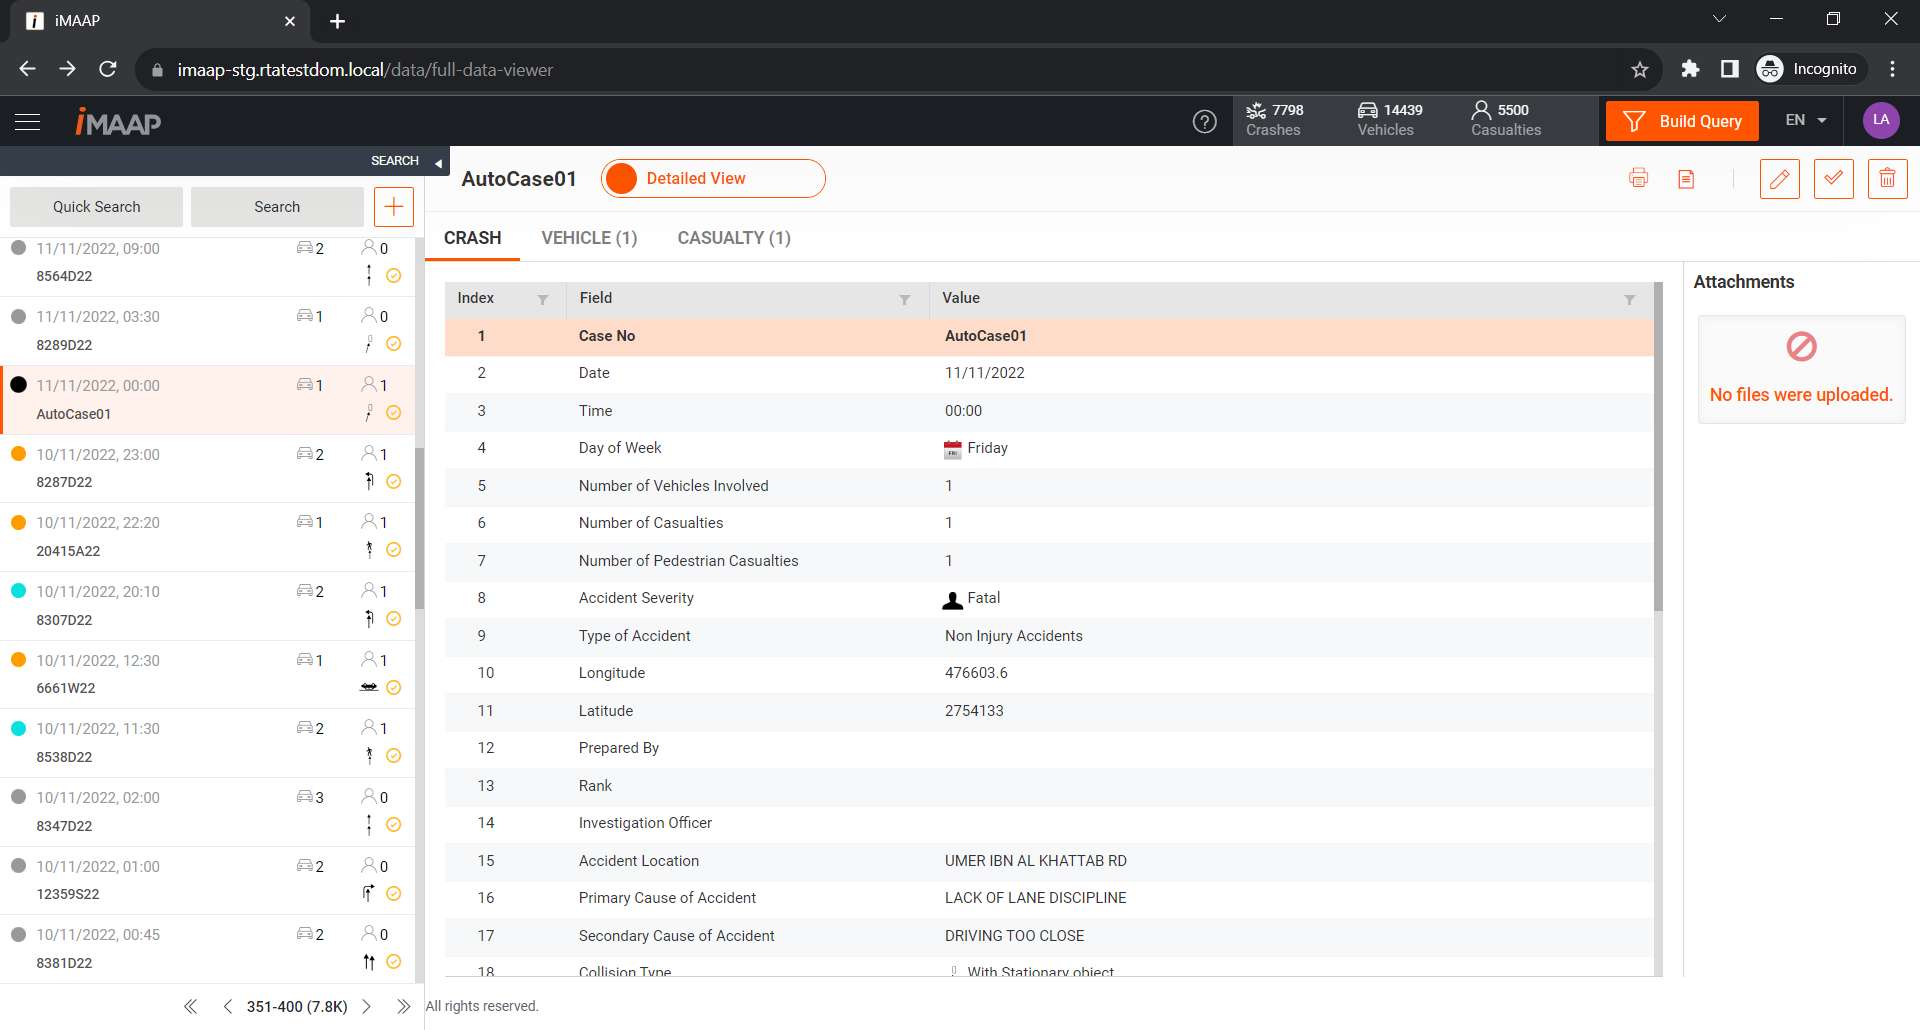 iMAAP
imaap-stg.rtatestdom.local/data/full-data-viewer
Incognito
iMAAP
7798
Crashes
14439
Vehicles
5500
Casualties
Build Query
EN
LA
SEARCH
Quick Search
Search
11/11/2022, 09:00 2 0
8564D22
11/11/2022, 03:30 1 0
8289D22
11/11/2022, 00:00 1 1
AutoCase01
10/11/2022, 23:00 2 1
8287D22
10/11/2022, 22:20 1 1
20415A22
10/11/2022, 20:10 2 1
8307D22
10/11/2022, 12:30 1 1
6661W22
10/11/2022, 11:30 2 1
8538D22
10/11/2022, 02:00 3 0
8347D22
10/11/2022, 01:00 2 0
12359S22
10/11/2022, 00:45 2 0
8381D22
351-400 (7.8K)
AutoCase01
Detailed View
CRASH VEHICLE (1) CASUALTY (1)
Index Field Value
1 Case No AutoCase01
2 Date 11/11/2022
3 Time 00:00
4 Day of Week FRI Friday
5 Number of Vehicles Involved 1
6 Number of Casualties 1
7 Number of Pedestrian Casualties 1
8 Accident Severity Fatal
9 Type of Accident Non Injury Accidents
10 Longitude 476603.6
11 Latitude 2754133
12 Prepared By
13 Rank
14 Investigation Officer
15 Accident Location UMER IBN AL KHATTAB RD
16 Primary Cause of Accident LACK OF LANE DISCIPLINE
17 Secondary Cause of Accident DRIVING TOO CLOSE
18 Collision Type With Stationary object
Attachments
No files were uploaded.
All rights reserved.